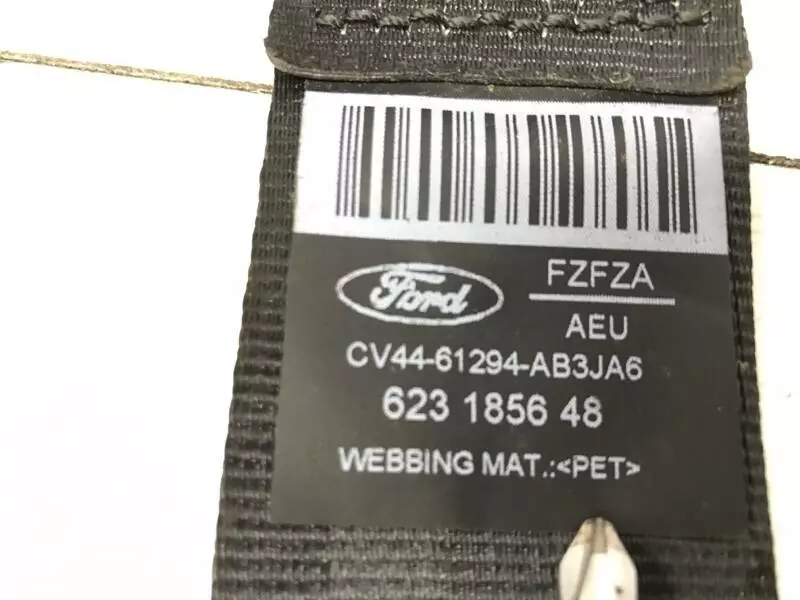 Ford
FZFZA
AEU
CV44-61294-AB3JA6
623 1856 48
WEBBING MAT.:<PET>